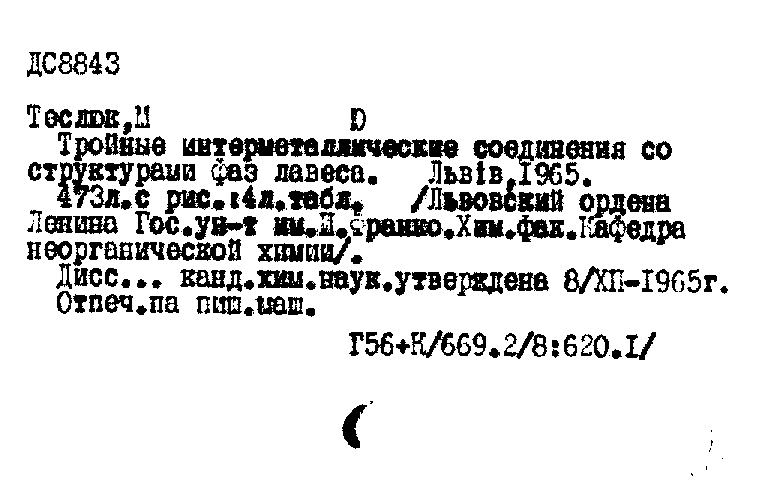 ДС8843
Теслюк,М Ю
Тройные интерметаллические соединения со
структурами фаз лавеса. Львів,1965.
473л.с рис.:4л.табл. /Львовский ордена
Ленина Гос.ун-т им.И.Франко.Хим.фак.Кафедра
неорганической химии/.
Дисс... канд.хим.наук.утверждена 8/ХП-1965г.
Отпеч.па пиш.маш.
Г56+К/669.2/8:620.I/